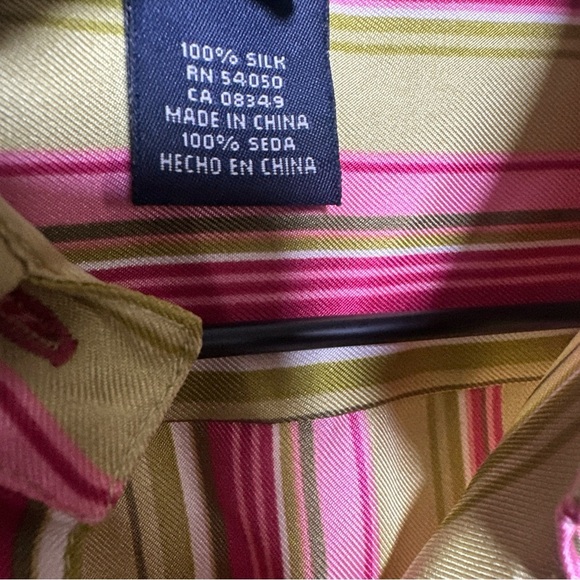 100% SILK
RN 54050
CA 08349
MADE IN CHINA
100% SEDA
HECHO EN CHINA